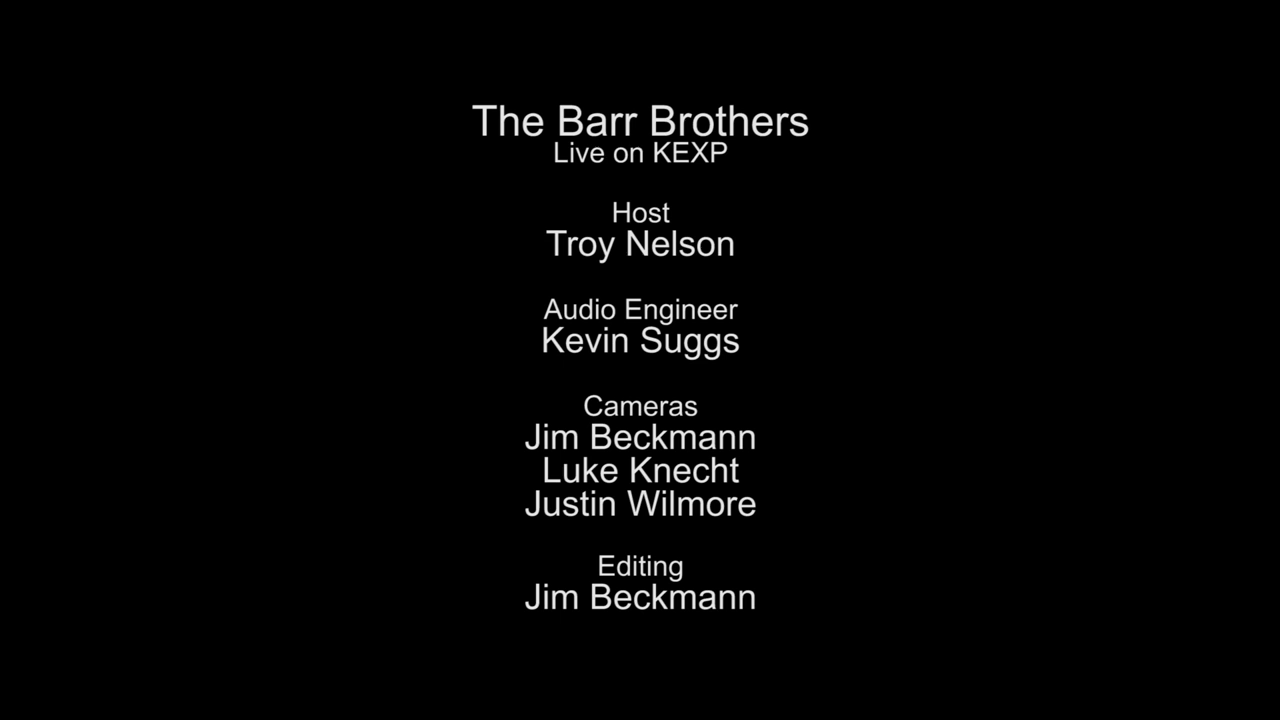 The Barr Brothers
Live on KEXP
Host
Troy Nelson
Audio Engineer
Kevin Suggs
Cameras
Jim Beckmann
Luke Knecht
Justin Wilmore
Editing
Jim Beckmann